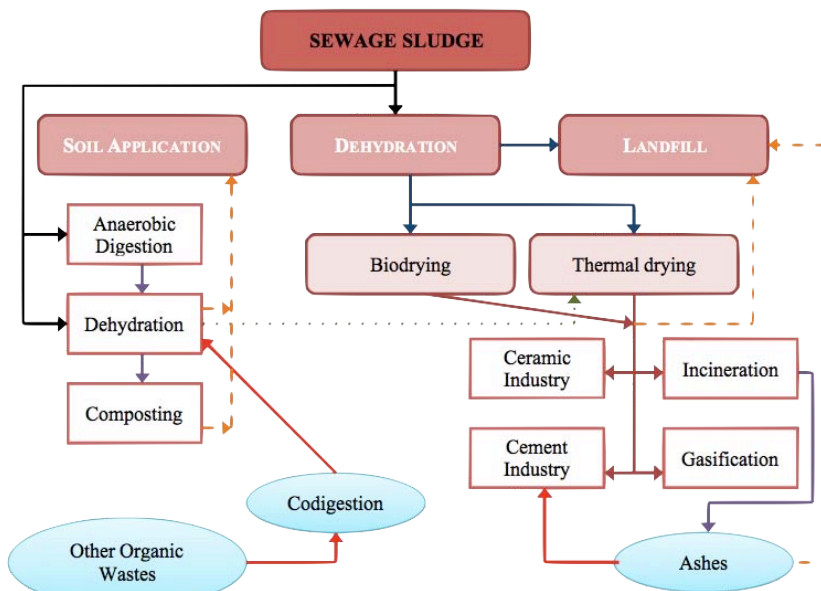 SEWAGE SLUDGE
SOIL APPLICATION
DEHYDRATION
LANDFILL
Anaerobic
Digestion
Biodrying
Thermal drying
Dehydration
Ceramic
Industry
Incineration
Composting
Cement
Industry
Gasification
Codigestion
Other Organic
Wastes
Ashes